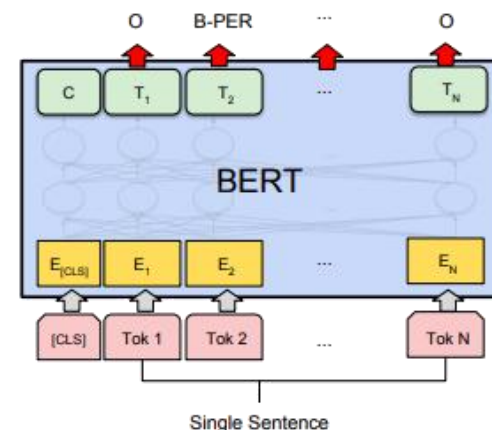 O B-PER ... O
C T1 T2 ... TN
BERT
E[CLS] E1 E2 ... EN
[CLS] Tok 1 Tok 2 ... Tok N
Single Sentence